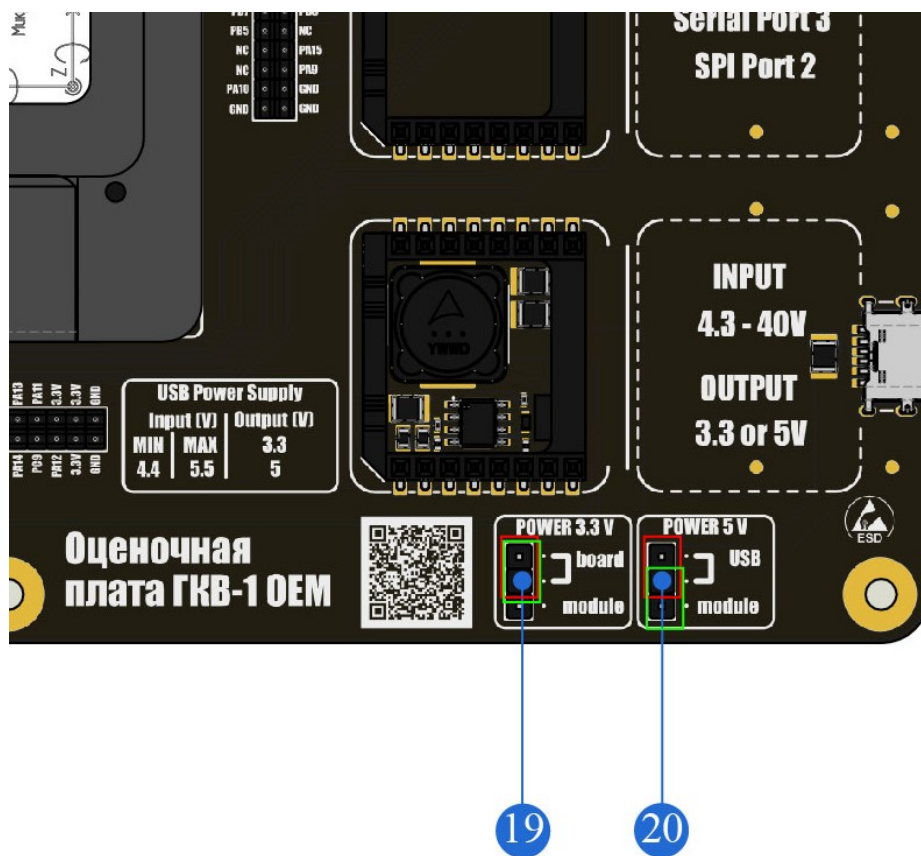 Мик
Z
PB5
NC
NC
PA10
GND
NC
PA15
PA9
GND
GND
Serial Port 3
SPI Port 2
YWMD
INPUT
4.3 - 40V
OUTPUT
3.3 or 5V
PA13 PA11 3.3V 3.3V GND
PA14 PC9 PA12 3.3V GND
USB Power Supply
Input (V) Output (V)
MIN MAX 3.3
4.4 5.5 5
Оценочная
плата ГКВ-1 OEM
POWER 3.3 V
board
module
POWER 5 V
USB
module
ESD
19
20